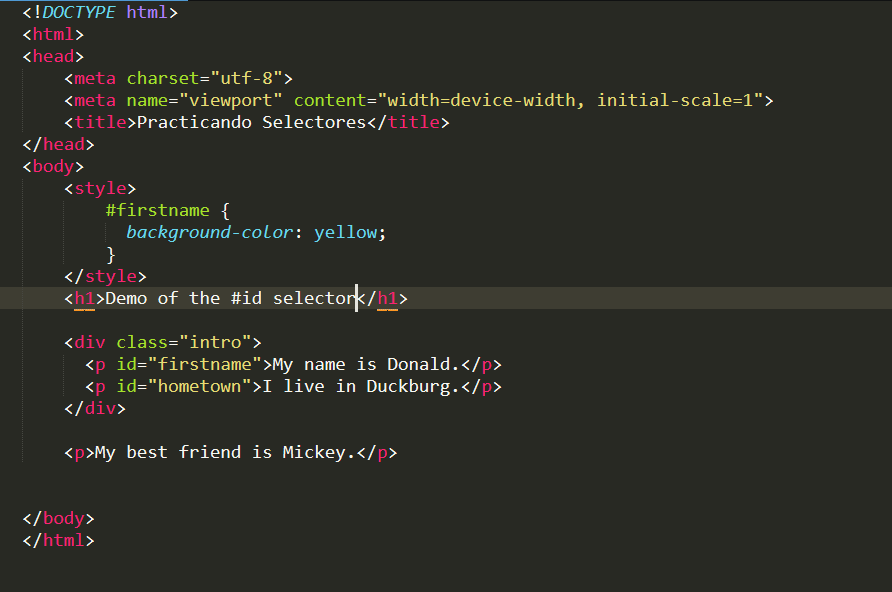 <!DOCTYPE html>
<html>
<head>
    <meta charset="utf-8">
    <meta name="viewport" content="width=device-width, initial-scale=1">
    <title>Practicando Selectores</title>
</head>
<body>
    <style>
        #firstname {
          background-color: yellow;
        }
    </style>
    <h1>Demo of the #id selector</h1>

    <div class="intro">
      <p id="firstname">My name is Donald.</p>
      <p id="hometown">I live in Duckburg.</p>
    </div>

    <p>My best friend is Mickey.</p>


</body>
</html>